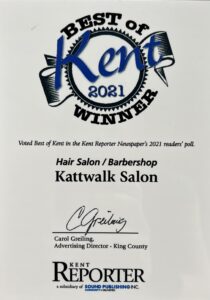 BEST of
Kent
2021
WINNER
Voted Best of Kent in the Kent Reporter Newspaper's 2021 readers' poll.
Hair Salon / Barbershop
Kattwalk Salon
CGreiling
Carol Greiling,
Advertising Director - King County
KENT
REPORTER
a subsidiary of SOUND PUBLISHING INC.